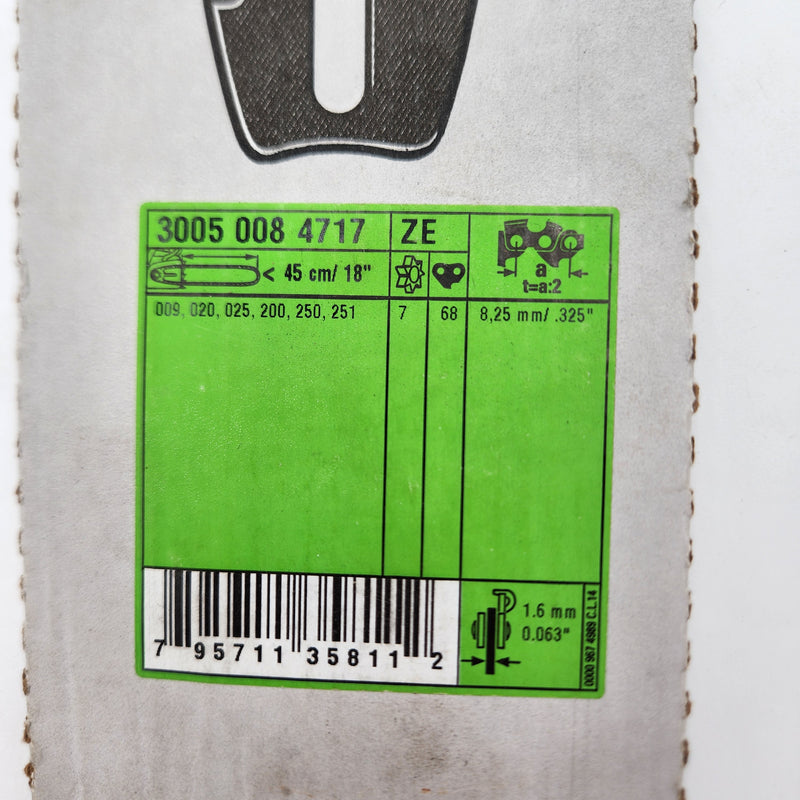 3005 008 4717 ZE
< 45 cm/ 18"
a
t=a:2
009, 020, 025, 200, 250, 251 7 68 8,25 mm/ .325"
1.6 mm
0.063"
0000 967 4989 C.L.14
7 95711 35811 2